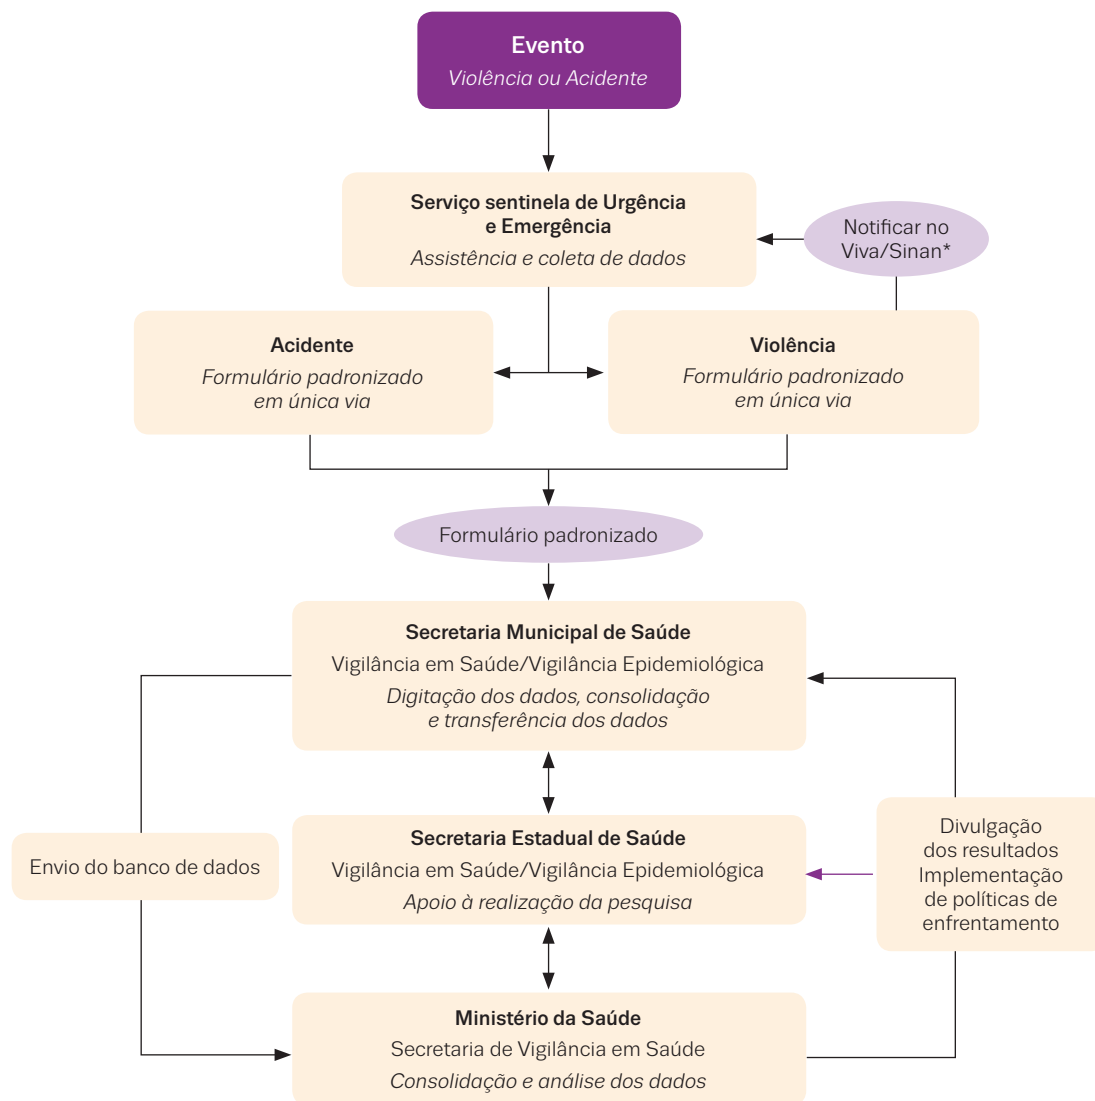 Evento
Violência ou Acidente
Serviço sentinela de Urgência
e Emergência
Assistência e coleta de dados
Notificar no
Viva/Sinan*
Acidente
Formulário padronizado
em única via
Violência
Formulário padronizado
em única via
Formulário padronizado
Secretaria Municipal de Saúde
Vigilância em Saúde/Vigilância Epidemiológica
Digitação dos dados, consolidação
e transferência dos dados
Secretaria Estadual de Saúde
Vigilância em Saúde/Vigilância Epidemiológica
Apoio à realização da pesquisa
Envio do banco de dados
Divulgação
dos resultados
Implementação
de políticas de
enfrentamento
Ministério da Saúde
Secretaria de Vigilância em Saúde
Consolidação e análise dos dados